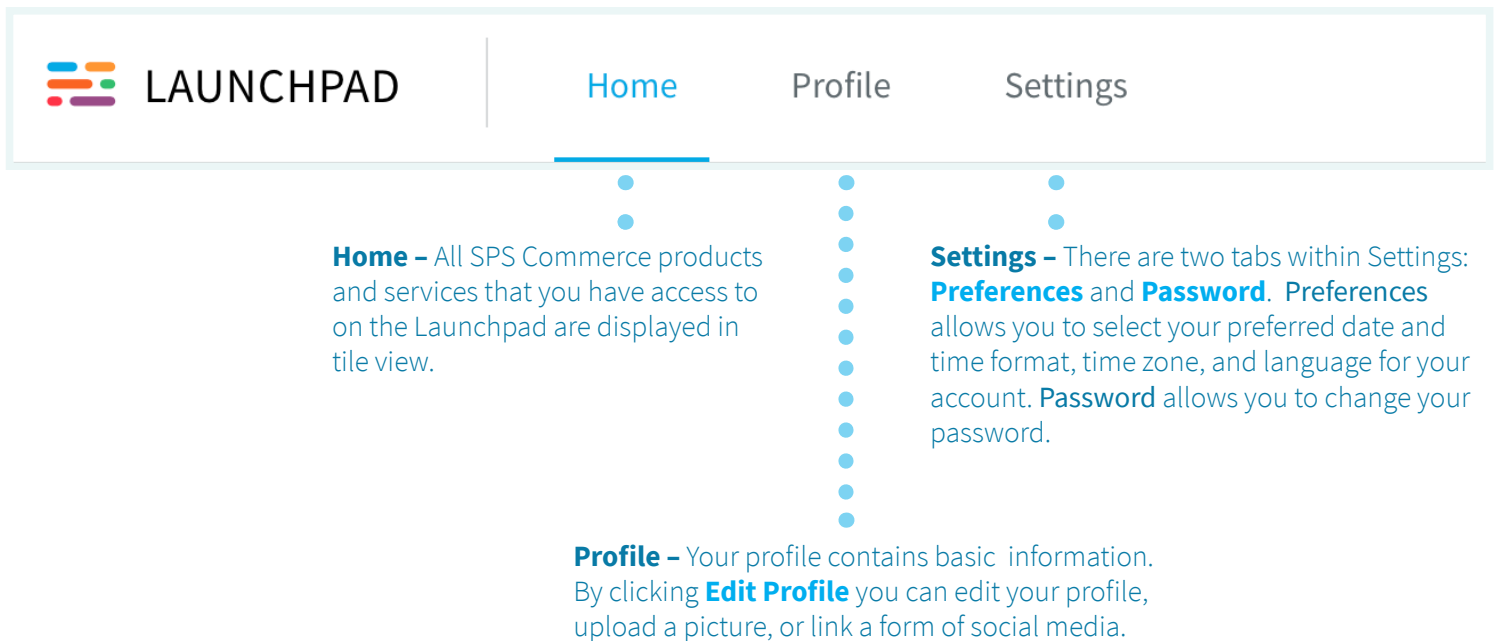 LAUNCHPAD
Home
Profile
Settings
Home – All SPS Commerce products
and services that you have access to
on the Launchpad are displayed in
tile view.
Settings – There are two tabs within Settings:
Preferences and Password. Preferences
allows you to select your preferred date and
time format, time zone, and language for your
account. Password allows you to change your
password.
Profile – Your profile contains basic information.
By clicking Edit Profile you can edit your profile,
upload a picture, or link a form of social media.